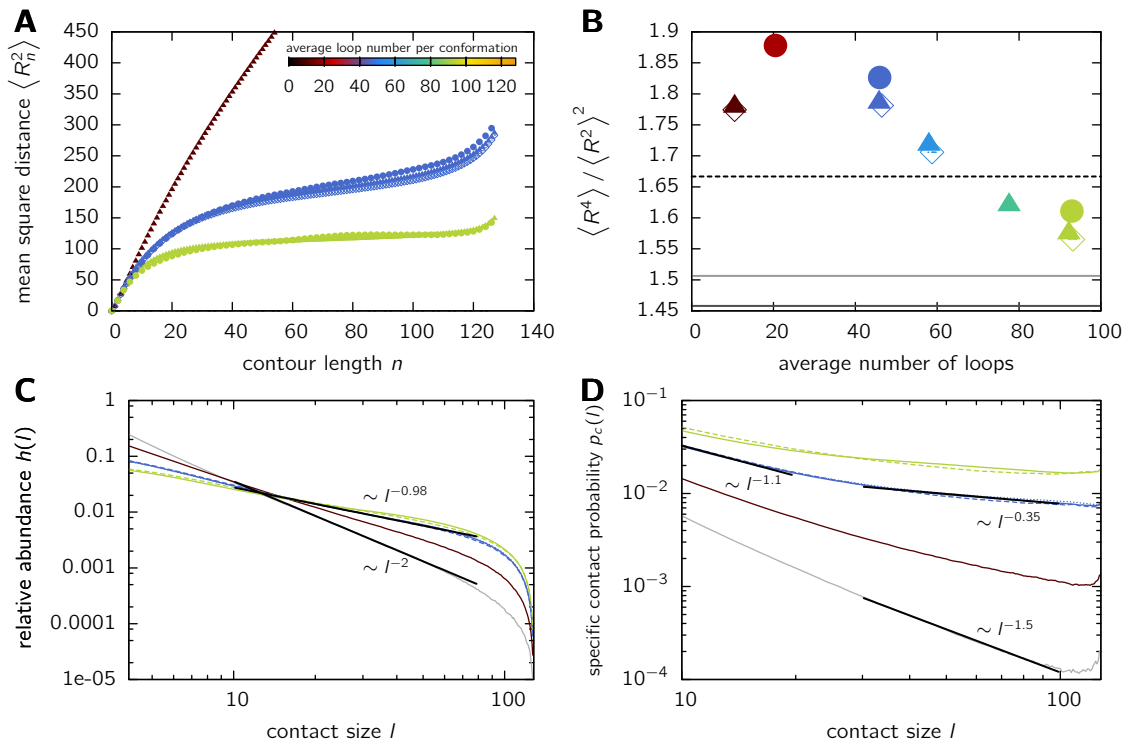 A
mean square distance ⟨R²ₙ⟩
450
400
350
300
250
200
150
100
50
0
average loop number per conformation
0 20 40 60 80 100 120
0 20 40 60 80 100 120 140
contour length n
B
⟨R⁴⟩ / ⟨R²⟩²
1.9
1.85
1.8
1.75
1.7
1.65
1.6
1.55
1.5
1.45
0 20 40 60 80 100
average number of loops
C
relative abundance h(l)
1
0.1
0.01
0.001
0.0001
1e-05
∼ l⁻⁰·⁹⁸
∼ l⁻²
10 100
contact size l
D
specific contact probability p_c(l)
10⁻¹
10⁻²
10⁻³
10⁻⁴
∼ l⁻¹·¹
∼ l⁻⁰·³⁵
∼ l⁻¹·⁵
10 100
contact size l